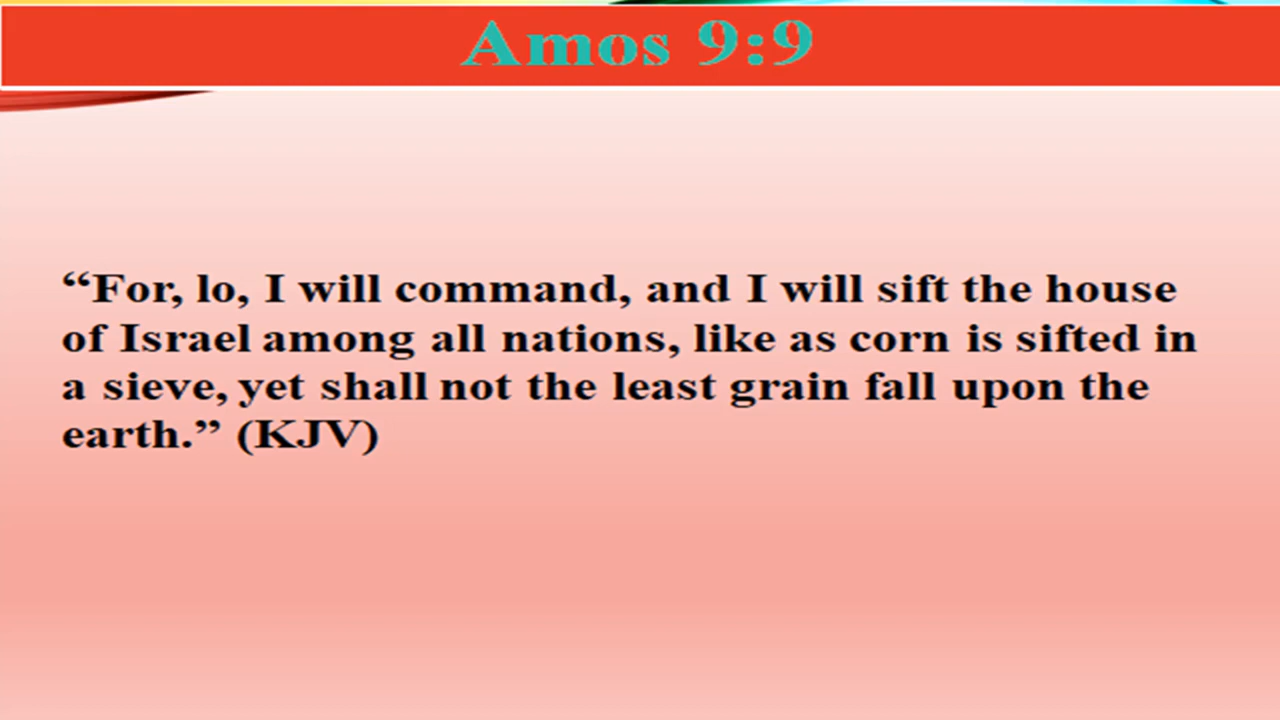 Amos 9:9
“For, lo, I will command, and I will sift the house
of Israel among all nations, like as corn is sifted in
a sieve, yet shall not the least grain fall upon the
earth.” (KJV)